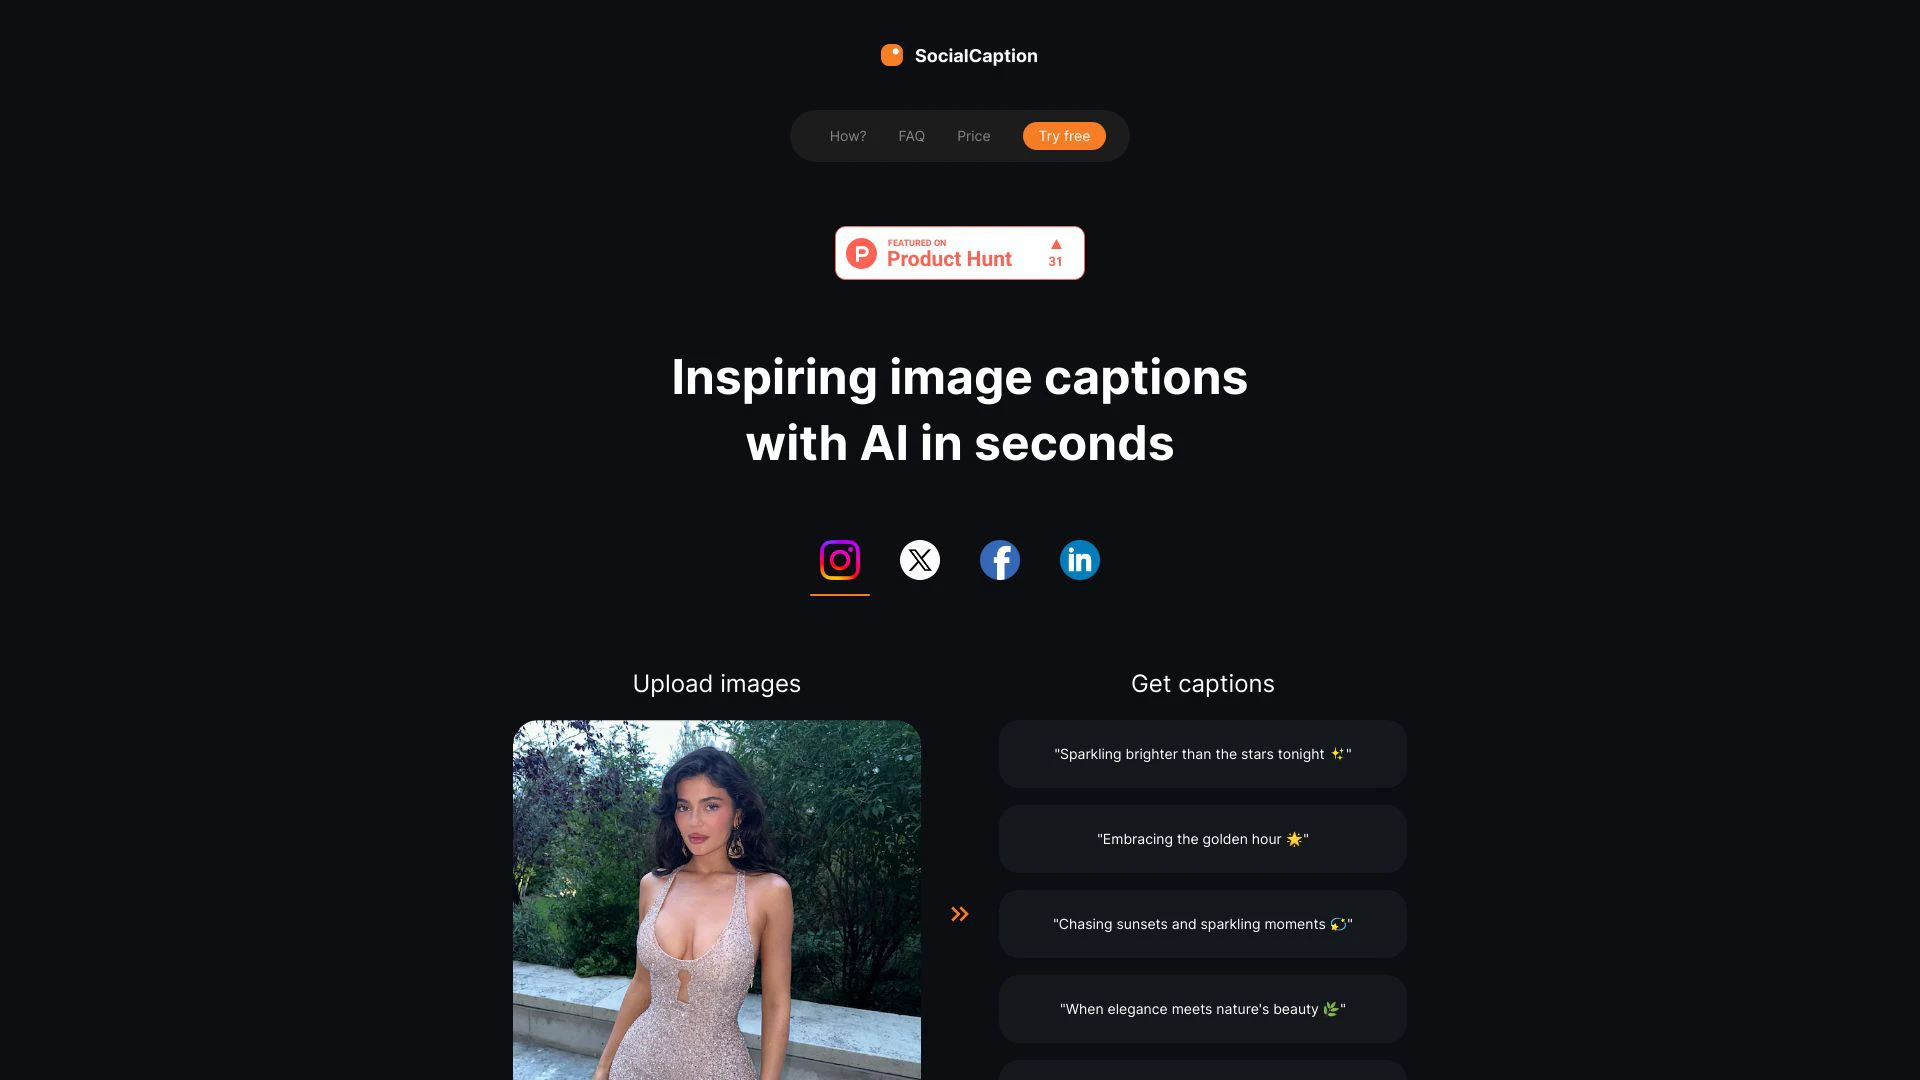 SocialCaption
How? FAQ Price Try free
FEATURED ON
Product Hunt
31
Inspiring image captions
with AI in seconds
Upload images
Get captions
"Sparkling brighter than the stars tonight ✨"
"Embracing the golden hour 🌟"
"Chasing sunsets and sparkling moments 💫"
"When elegance meets nature's beauty 🌿"